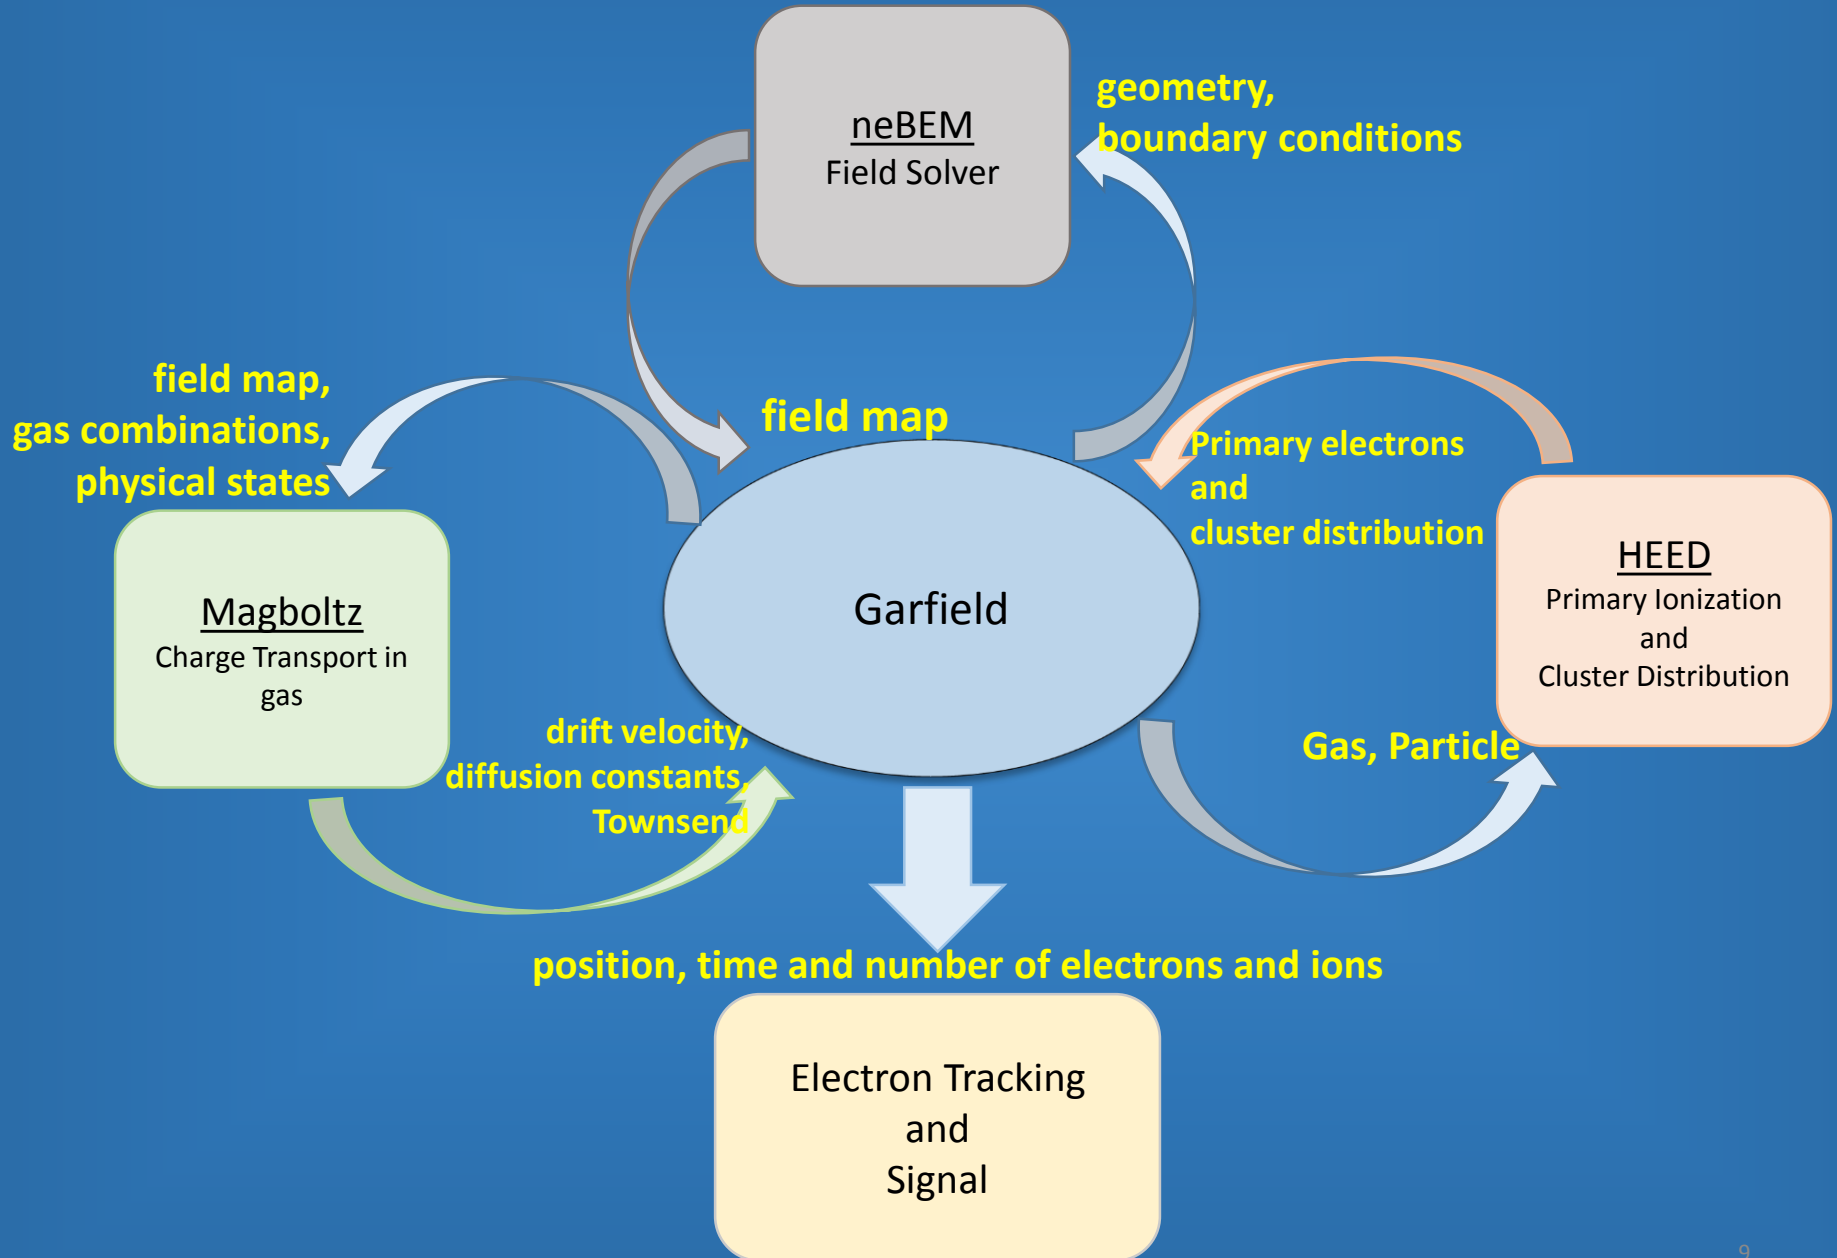 neBEM
Field Solver
geometry,
boundary conditions
field map,
gas combinations,
physical states
field map
Primary electrons
and
cluster distribution
HEED
Primary Ionization
and
Cluster Distribution
Garfield
Magboltz
Charge Transport in
gas
drift velocity,
diffusion constants,
Townsend
Gas, Particle
position, time and number of electrons and ions
Electron Tracking
and
Signal
9